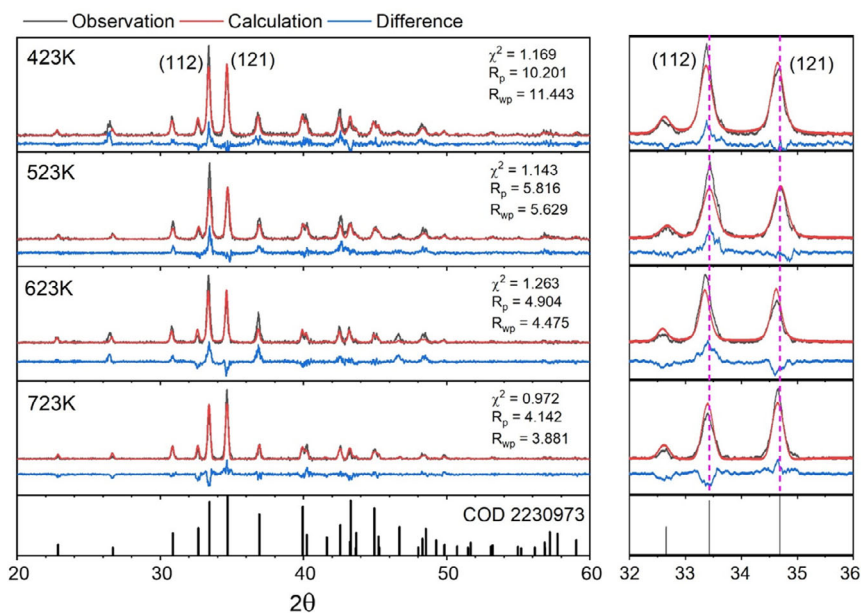 Observation Calculation Difference
423K
(112) (121)
χ² = 1.169
Rp = 10.201
Rwp = 11.443
523K
χ² = 1.143
Rp = 5.816
Rwp = 5.629
623K
χ² = 1.263
Rp = 4.904
Rwp = 4.475
723K
χ² = 0.972
Rp = 4.142
Rwp = 3.881
COD 2230973
20 30 40 50 60
2θ
(112) (121)
32 33 34 35 36